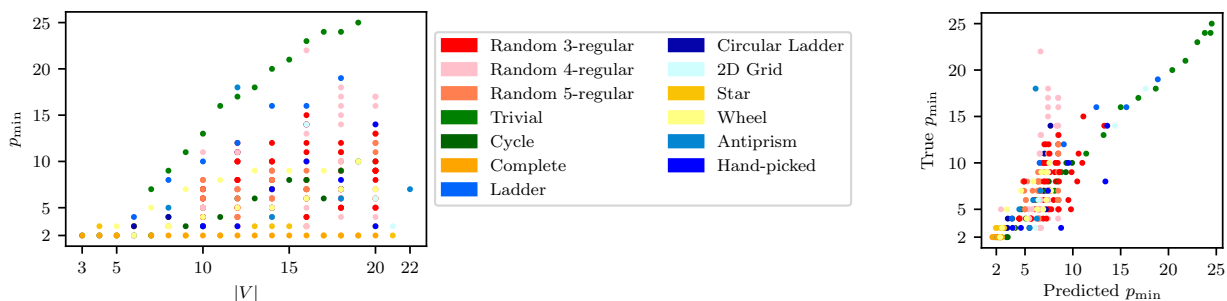 25
20
15
10
5
2
p_min
3
5
10
15
20
22
|V|
Random 3-regular
Random 4-regular
Random 5-regular
Trivial
Cycle
Complete
Ladder
Circular Ladder
2D Grid
Star
Wheel
Antiprism
Hand-picked
25
20
15
10
5
2
True p_min
2
5
10
15
20
25
Predicted p_min